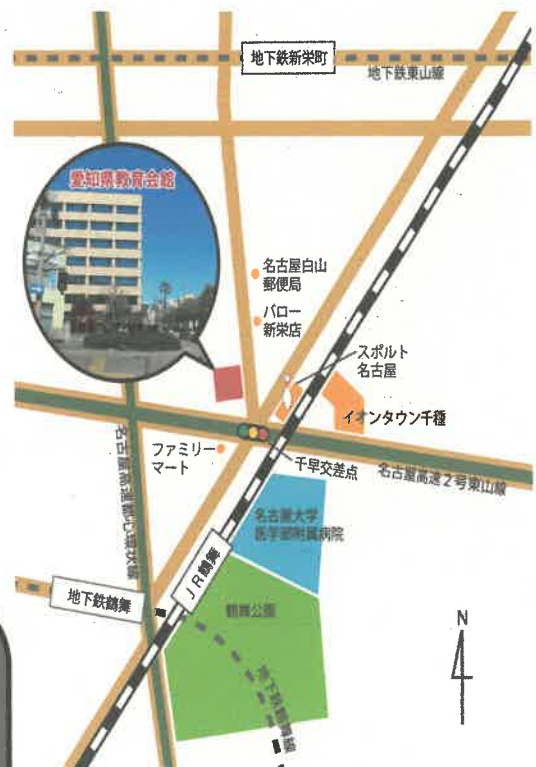 地下鉄新栄町
地下鉄東山線
愛知県教育会館
名古屋白山
郵便局
バロー
新栄店
スポルト
名古屋
イオンタウン千種
ファミリー
マート
千早交差点
名古屋高速2号東山線
名古屋高速都心環状線
名古屋大学
医学部附属病院
JR鶴舞
地下鉄鶴舞
鶴舞公園
地下鉄鶴舞線
N